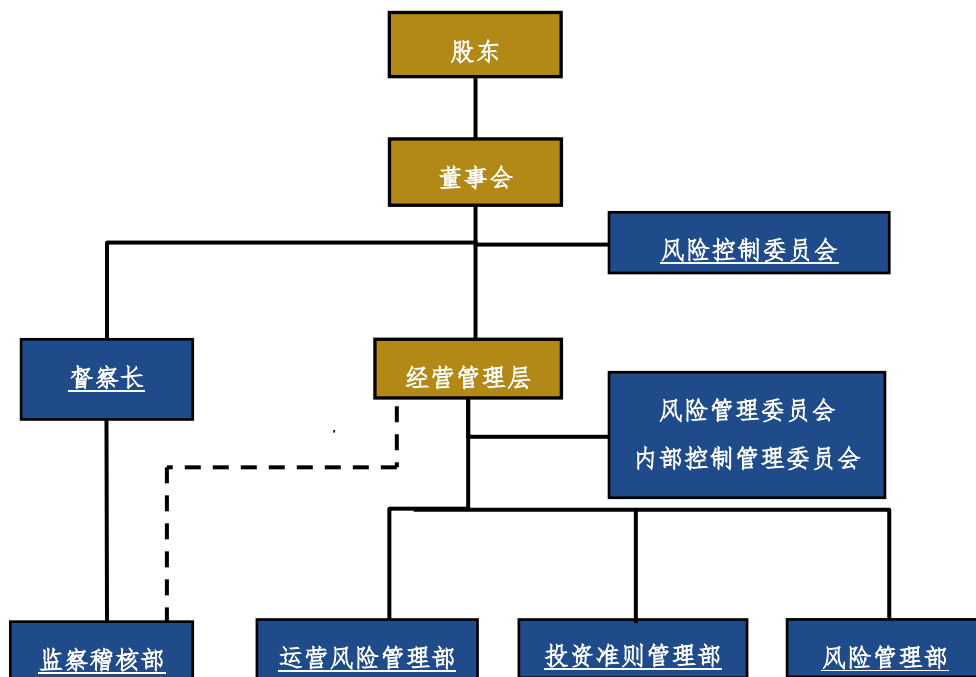 股东
董事会
风险控制委员会
督察长
经营管理层
风险管理委员会
内部控制管理委员会
监察稽核部
运营风险管理部
投资准则管理部
风险管理部